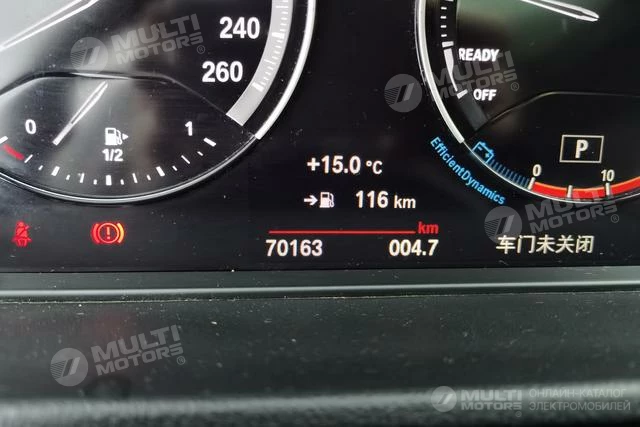 240
260
READY
OFF
0
1/2
1
+15.0 °C
116 km
km
70163
004.7
EfficientDynamics
P
0
10
车门未关闭
MULTI MOTORS
MULTI MOTORS
MULTI MOTORS
MULTI MOTORS
MULTI MOTORS
ОНЛАЙН-КАТАЛОГ
ЭЛЕКТРОМОБИЛЕЙ